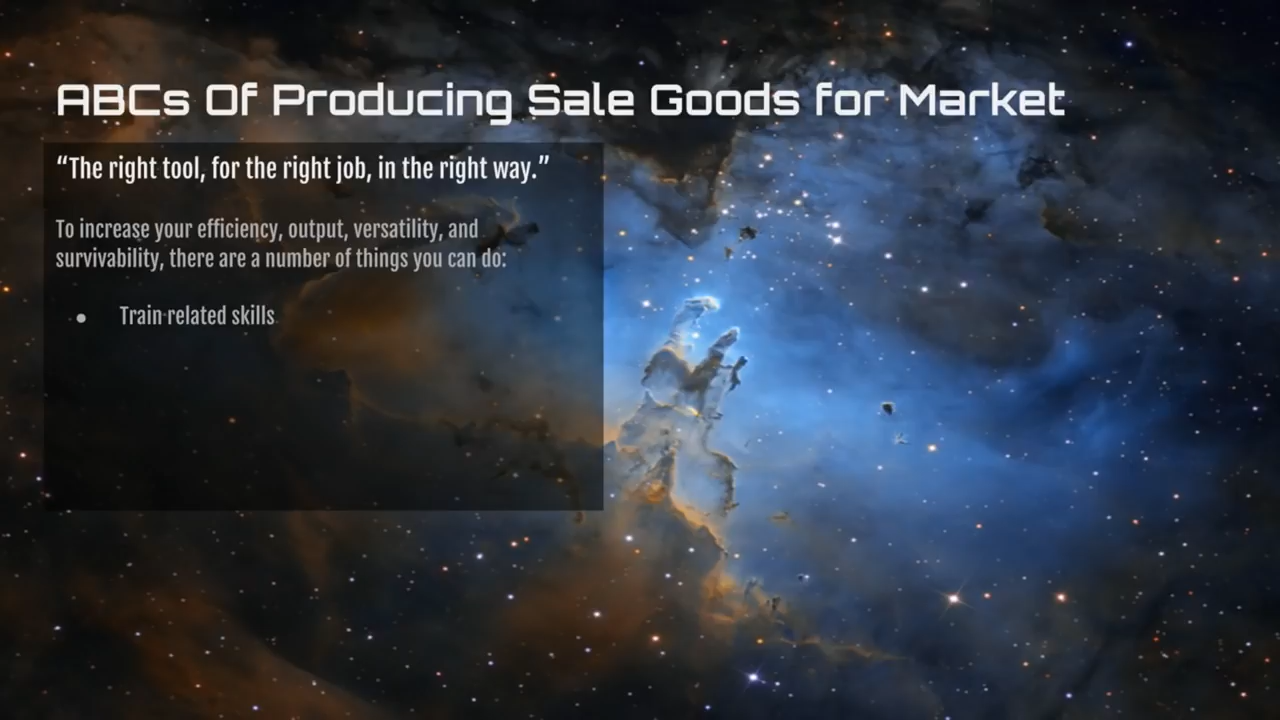 ABCs Of Producing Sale Goods for Market
“The right tool, for the right job, in the right way.”
To increase your efficiency, output, versatility, and
survivability, there are a number of things you can do:
● Train related skills